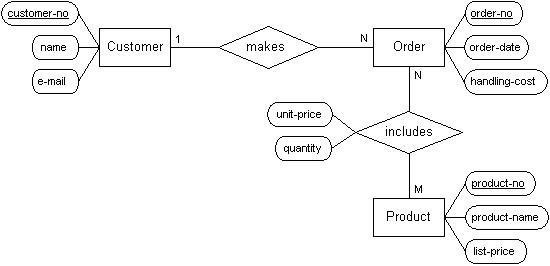 customer-no
name
e-mail
Customer
1
makes
N
Order
order-no
order-date
handling-cost
N
unit-price
quantity
includes
M
Product
product-no
product-name
list-price